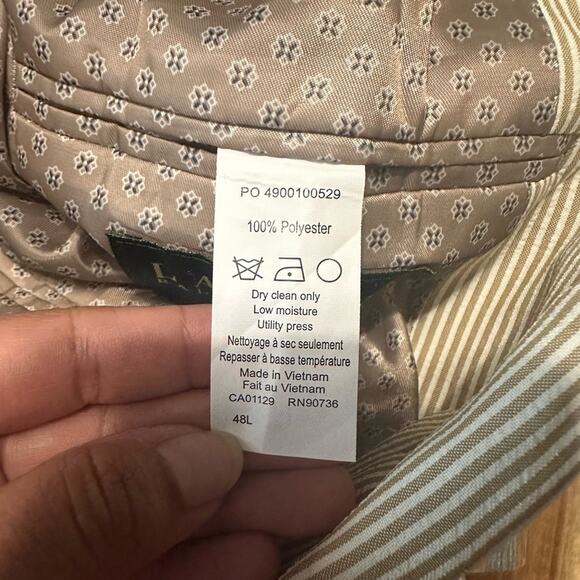 PO 4900100529
100% Polyester
Dry clean only
Low moisture
Utility press
Nettoyage à sec seulement
Repasser à basse température
Made in Vietnam
Fait au Vietnam
CA01129 RN90736
48L